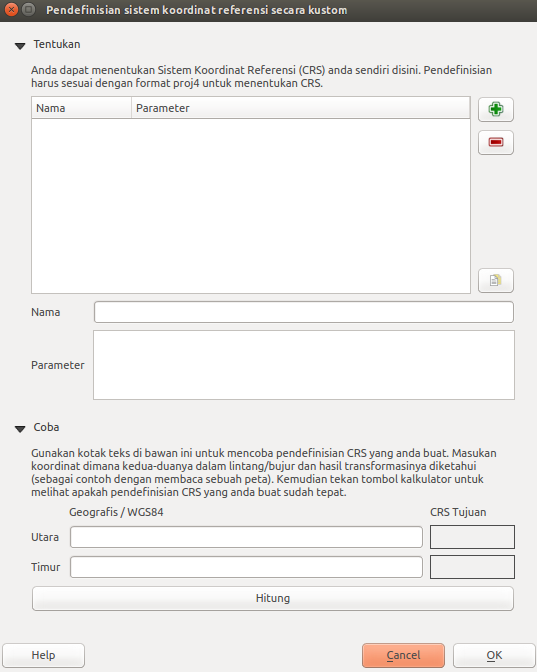 Pendefinisian sistem koordinat referensi secara kustom
Tentukan
Anda dapat menentukan Sistem Koordinat Referensi (CRS) anda sendiri disini. Pendefinisian
harus sesuai dengan format proj4 untuk menentukan CRS.
Nama Parameter
Nama
Parameter
Coba
Gunakan kotak teks di bawan ini untuk mencoba pendefinisian CRS yang anda buat. Masukan
koordinat dimana kedua-duanya dalam lintang/bujur dan hasil transformasinya diketahui
(sebagai contoh dengan membaca sebuah peta). Kemudian tekan tombol kalkulator untuk
melihat apakah pendefinisian CRS yang anda buat sudah tepat.
Geografis / WGS84 CRS Tujuan
Utara
Timur
Hitung
Help Cancel OK